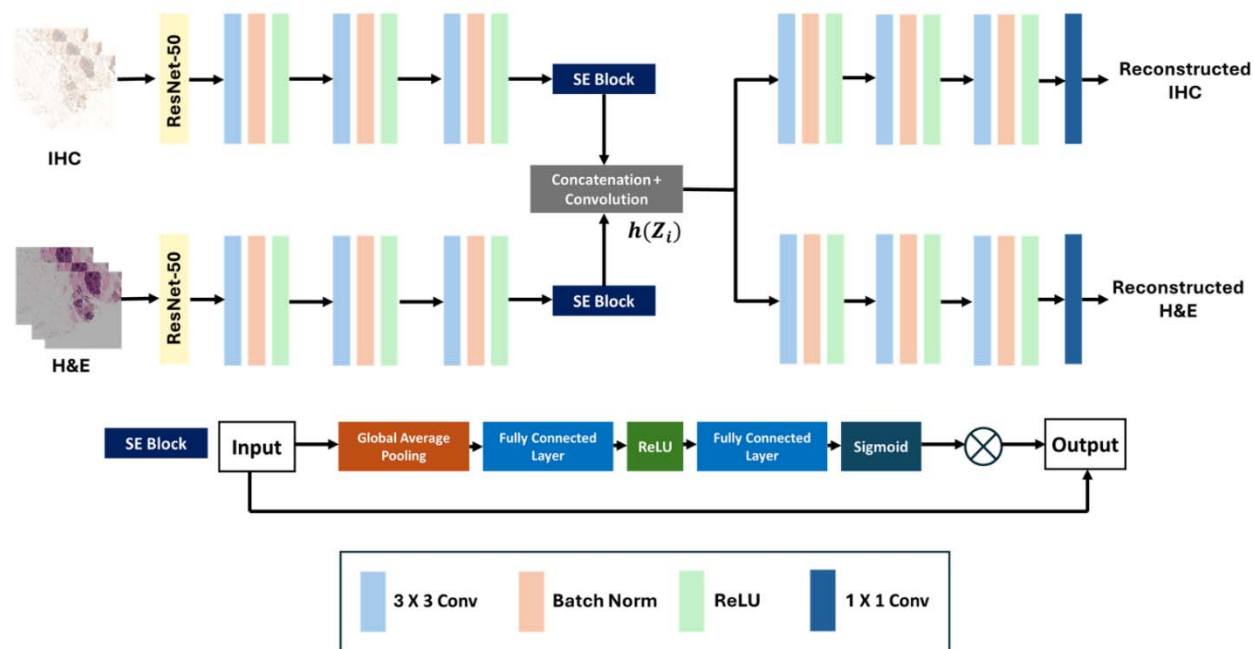 IHC
ResNet-50
SE Block
Reconstructed
IHC
Concatenation +
Convolution
h(Z_i)
H&E
ResNet-50
SE Block
Reconstructed
H&E
SE Block
Input
Global Average
Pooling
Fully Connected
Layer
ReLU
Fully Connected
Layer
Sigmoid
Output
3 X 3 Conv
Batch Norm
ReLU
1 X 1 Conv